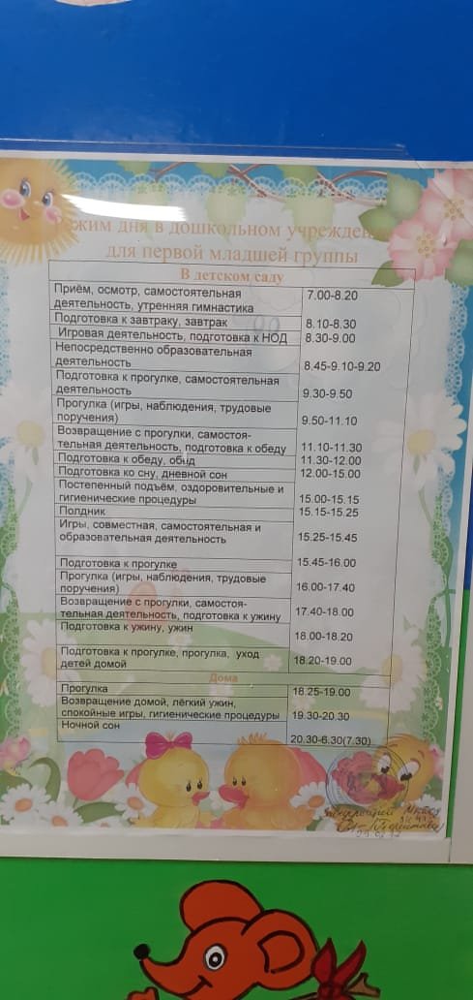 жим дня в дошкольном учрежден
для первой младшей группы
В детском саду
Приём, осмотр, самостоятельная 7.00-8.20
деятельность, утренняя гимнастика
Подготовка к завтраку, завтрак 8.10-8.30
Игровая деятельность, подготовка к НОД 8.30-9.00
Непосредственно образовательная
деятельность 8.45-9.10-9.20
Подготовка к прогулке, самостоятельная
деятельность 9.30-9.50
Прогулка (игры, наблюдения, трудовые
поручения) 9.50-11.10
Возвращение с прогулки, самостоя-
тельная деятельность, подготовка к обеду 11.10-11.30
Подготовка к обеду, обед 11.30-12.00
Подготовка ко сну, дневной сон 12.00-15.00
Постепенный подъём, оздоровительные и
гигиенические процедуры 15.00-15.15
Полдник 15.15-15.25
Игры, совместная, самостоятельная и
образовательная деятельность 15.25-15.45
Подготовка к прогулке 15.45-16.00
Прогулка (игры, наблюдения, трудовые
поручения) 16.00-17.40
Возвращение с прогулки, самостоя-
тельная деятельность, подготовка к ужину 17.40-18.00
Подготовка к ужину, ужин 18.00-18.20
Подготовка к прогулке, прогулка, уход
детей домой 18.20-19.00
Дома
Прогулка 18.25-19.00
Возвращение домой, лёгкий ужин,
спокойные игры, гигиенические процедуры 19.30-20.30
Ночной сон 20.30-6.30(7.30)